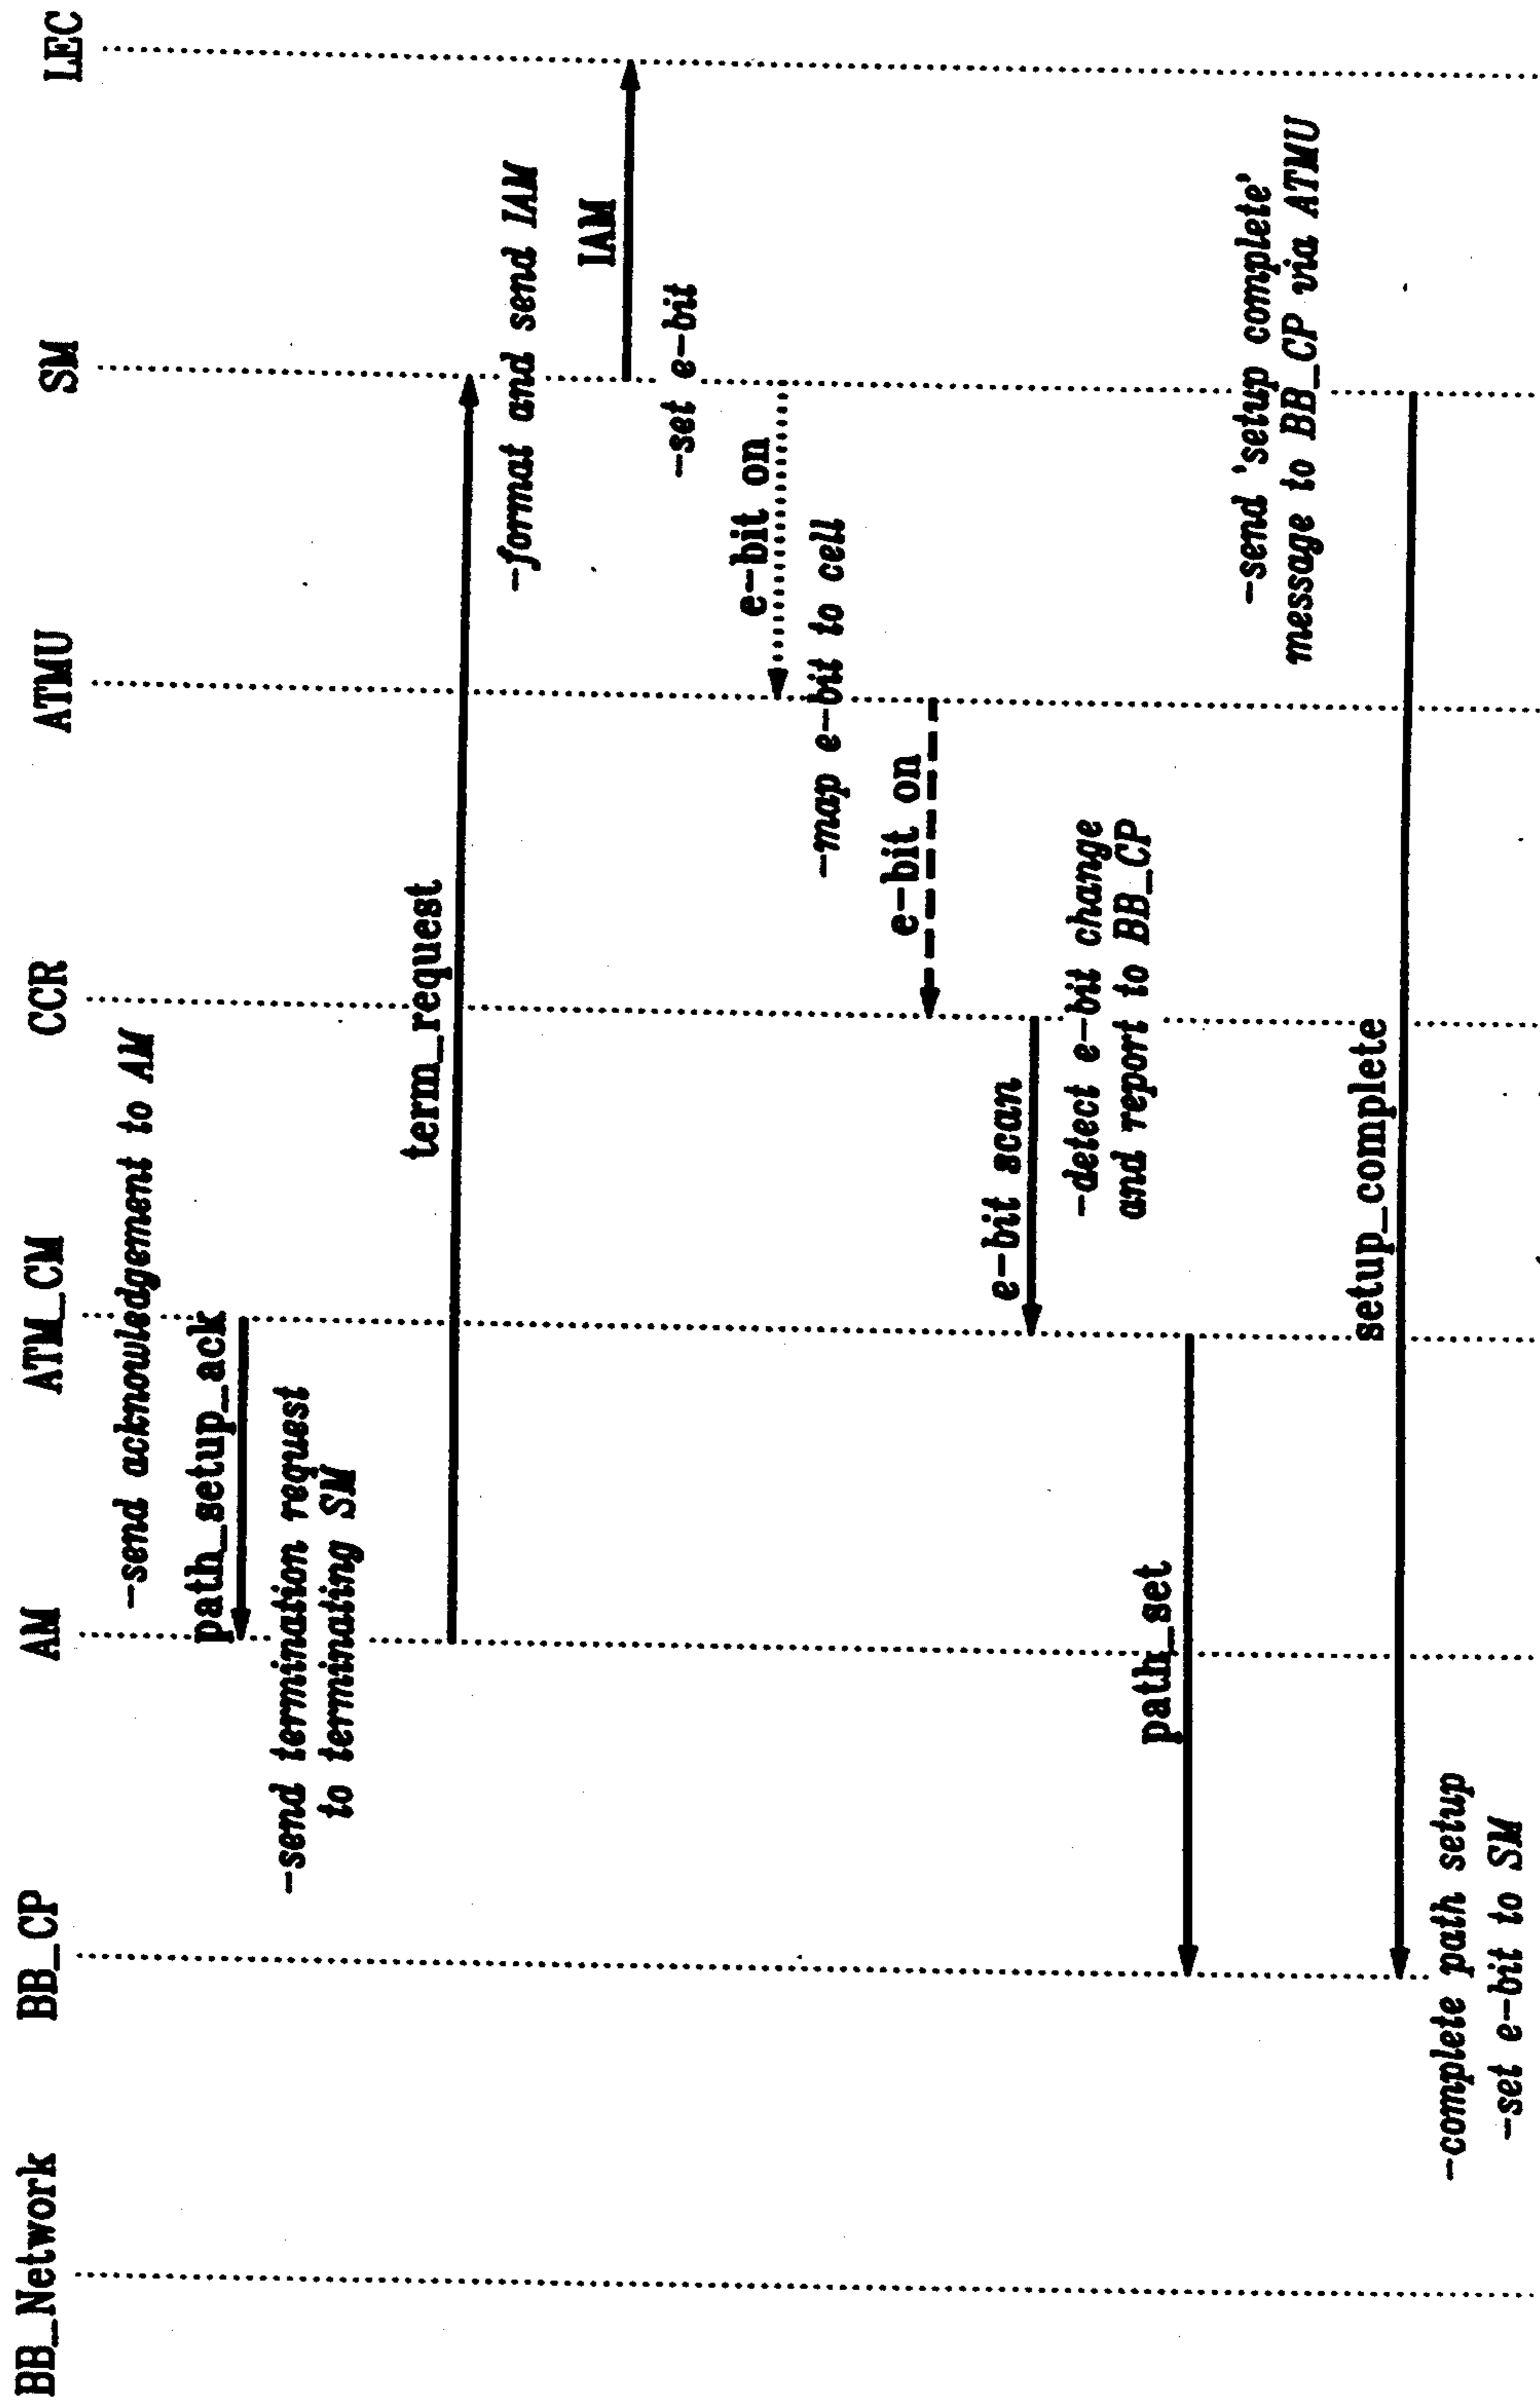 BB_Network
BB_CP
AM
ATM_CM
CCR
ATMU
SM
LEC
-send acknowledgement to AM
path_setup_ack
-send termination request
to terminating SM
term_request
-format and send IAM
IAM
-set e-bit
e-bit on
-map e-bit to cell
e-bit on
e-bit scan
-detect e-bit change
and report to BB_CP
path_set
-send 'setup complete'
message to BB_CP via ATMU
setup_complete
-complete path setup
-set e-bit to SM